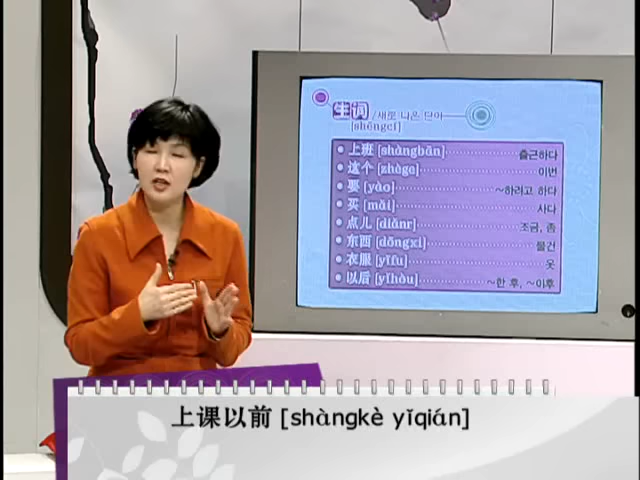 生词 /새로 나온 단어
[shēngcí]
上班 [shàngbān] 출근하다
这个 [zhège] 이번
要 [yào] ~하려고 하다
买 [mǎi] 사다
点儿 [diǎnr] 조금, 좀
东西 [dōngxi] 물건
衣服 [yīfu] 옷
以后 [yǐhòu] ~한 후, ~이후
上课以前 [shàngkè yǐqián]